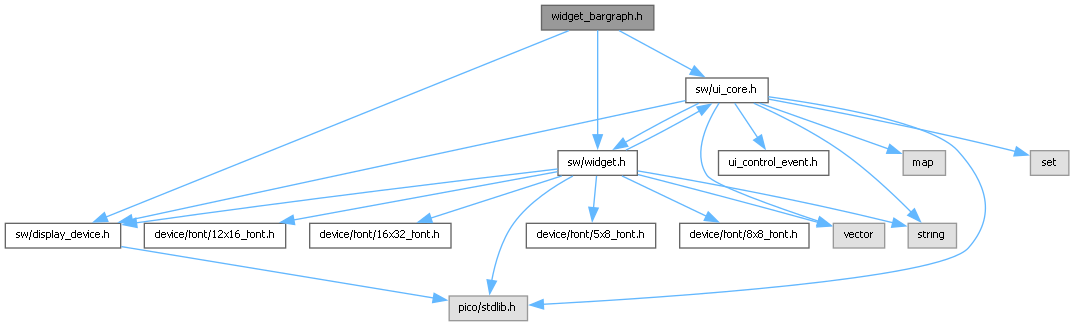 widget_bargraph.h
sw/ui_core.h
sw/widget.h
ui_control_event.h
map
set
sw/display_device.h
device/font/12x16_font.h
device/font/16x32_font.h
device/font/5x8_font.h
device/font/8x8_font.h
vector
string
pico/stdlib.h